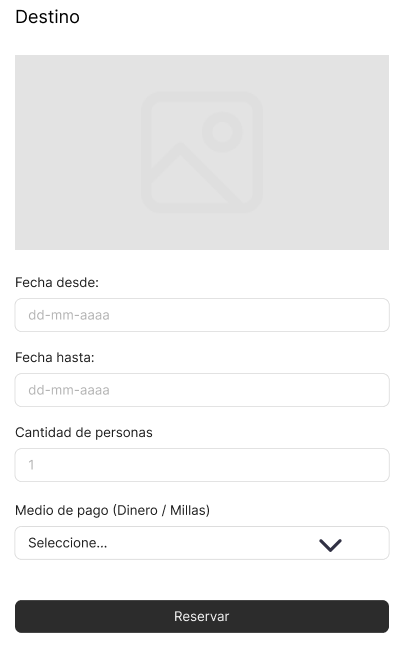 Destino
Fecha desde:
dd-mm-aaaa
Fecha hasta:
dd-mm-aaaa
Cantidad de personas
1
Medio de pago (Dinero / Millas)
Seleccione...
Reservar